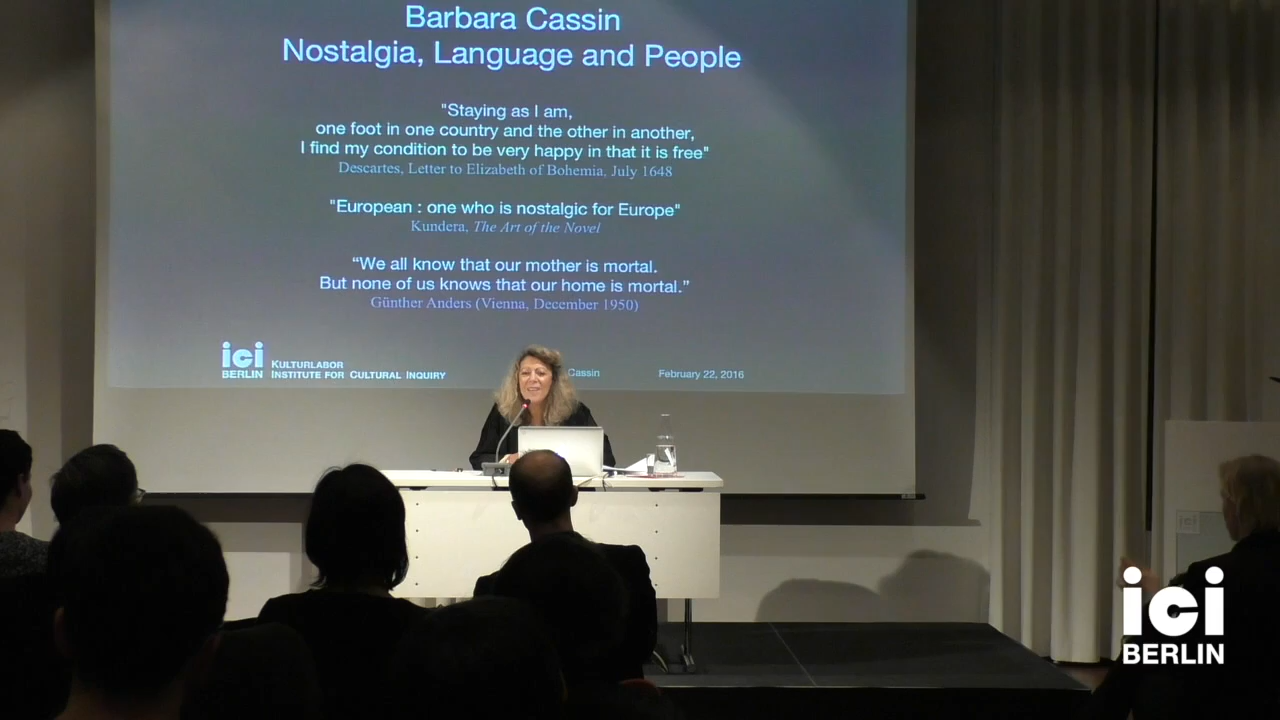 Barbara Cassin
Nostalgia, Language and People
"Staying as I am,
one foot in one country and the other in another,
I find my condition to be very happy in that it is free"
Descartes, Letter to Elizabeth of Bohemia, July 1648
"European : one who is nostalgic for Europe"
Kundera, The Art of the Novel
“We all know that our mother is mortal.
But none of us knows that our home is mortal.”
Günther Anders (Vienna, December 1950)
ici KULTURLABOR
BERLIN INSTITUTE FOR CULTURAL INQUIRY
Cassin
February 22, 2016
ici
BERLIN